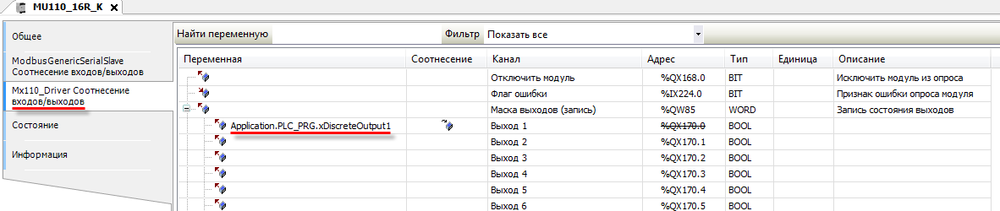 MU110_16R_K
Общее
ModbusGenericSerialSlave
Соотнесение входов/выходов
Mx110_Driver Соотнесение
входов/выходов
Состояние
Информация
Найти переменную Фильтр Показать все
Переменная Соотнесение Канал Адрес Тип Единица Описание
Отключить модуль %QX168.0 BIT Исключить модуль из опроса
Флаг ошибки %IX224.0 BIT Признак ошибки опроса модуля
Маска выходов (запись) %QW85 WORD Запись состояния выходов
Application.PLC_PRG.xDiscreteOutput1 Выход 1 %QX170.0 BOOL
Выход 2 %QX170.1 BOOL
Выход 3 %QX170.2 BOOL
Выход 4 %QX170.3 BOOL
Выход 5 %QX170.4 BOOL
Выход 6 %QX170.5 BOOL